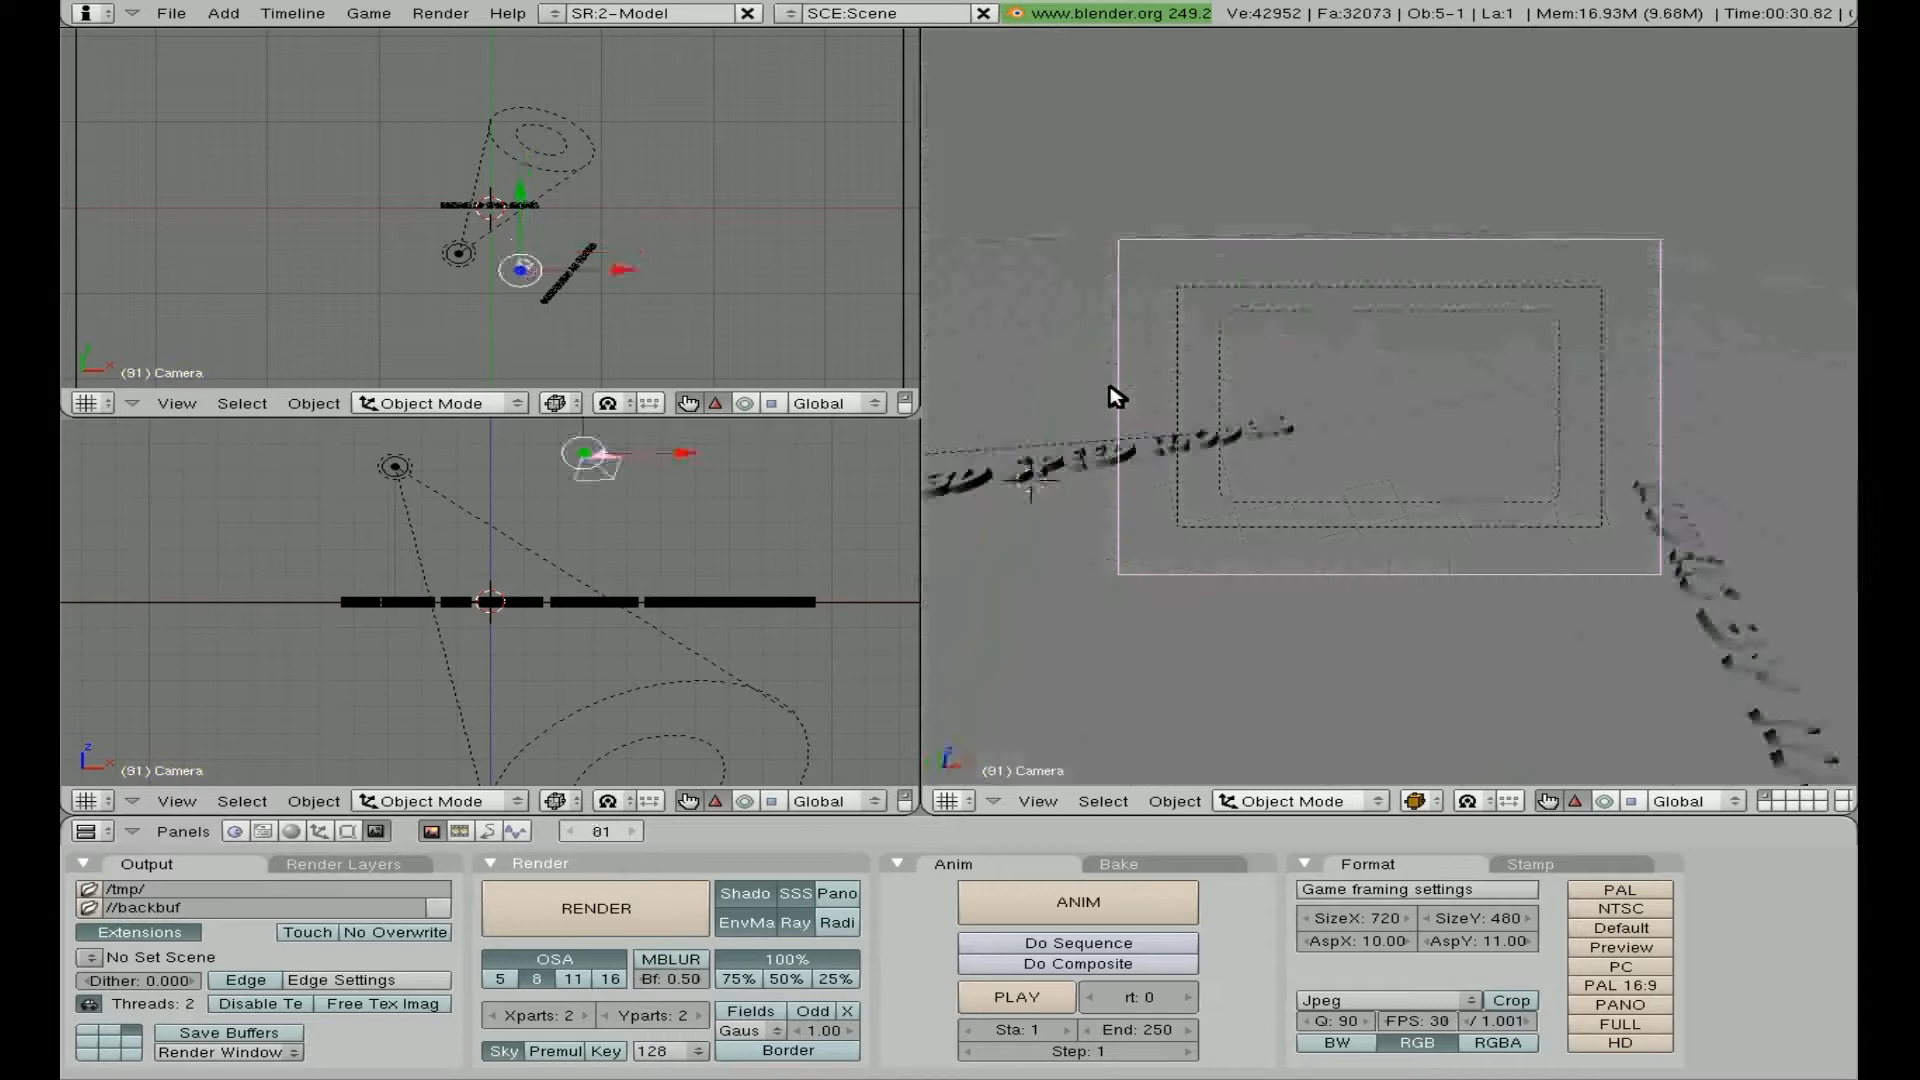 File Add Timeline Game Render Help SR:2-Model SCE:Scene www.blender.org 249.2 Ve:42952 | Fa:32073 | Ob:5-1 | La:1 | Mem:16.93M (9.68M) | Time:00:30.82 |
(91) Camera
View Select Object Object Mode Global
(91) Camera
(91) Camera
View Select Object Object Mode Global
View Select Object Object Mode Global
Panels 81
Output Render Layers
/tmp/
//backbuf
Extensions Touch No Overwrite
No Set Scene
Dither: 0.000 Edge Edge Settings
Threads: 2 Disable Te Free Tex Imag
Save Buffers
Render Window
Render
RENDER Shado SSS Pano
EnvMa Ray Radi
OSA MBLUR 100%
5 8 11 16 Bf: 0.50 75% 50% 25%
Xparts: 2 Yparts: 2 Fields Odd X
Gaus 1.00
Sky Premul Key 128 Border
Anim Bake
ANIM
Do Sequence
Do Composite
PLAY rt: 0
Sta: 1 End: 250
Step: 1
Format Stamp
Game framing settings
SizeX: 720 SizeY: 480
AspX: 10.00 AspY: 11.00
Jpeg Crop
Q: 90 FPS: 30 / 1.001
BW RGB RGBA
PAL
NTSC
Default
Preview
PC
PAL 16:9
PANO
FULL
HD